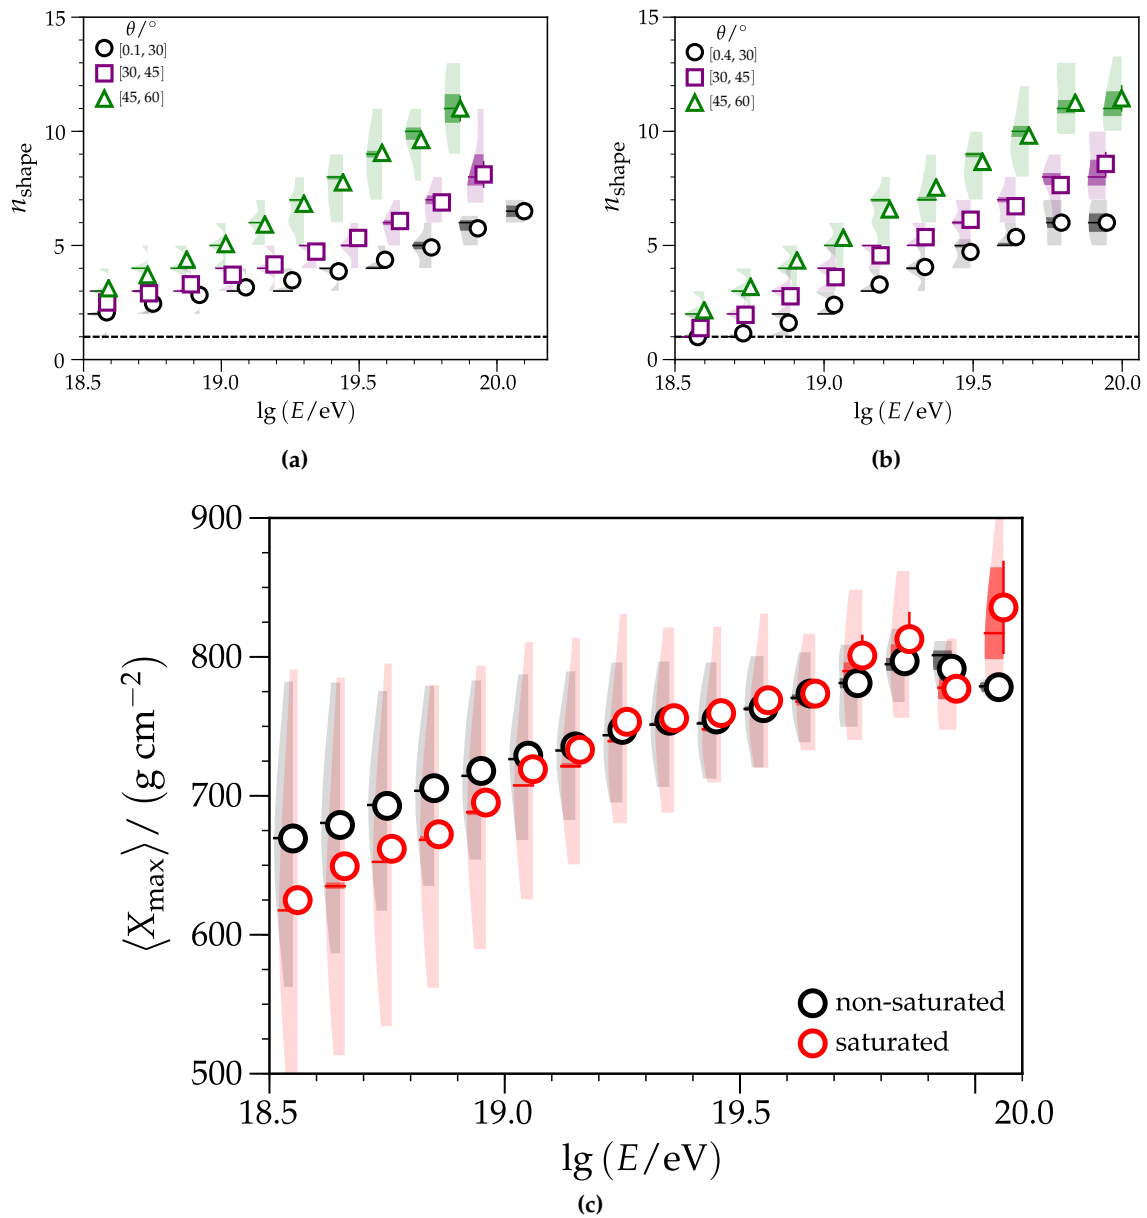 15
10
5
0
n_shape
θ/°
[0.1, 30]
[30, 45]
[45, 60]
18.5 19.0 19.5 20.0
lg (E/eV)
(a)
15
10
5
0
n_shape
θ/°
[0.4, 30]
[30, 45]
[45, 60]
18.5 19.0 19.5 20.0
lg (E/eV)
(b)
900
800
700
600
500
⟨X_max⟩ / (g cm⁻²)
non-saturated
saturated
18.5 19.0 19.5 20.0
lg (E/eV)
(c)